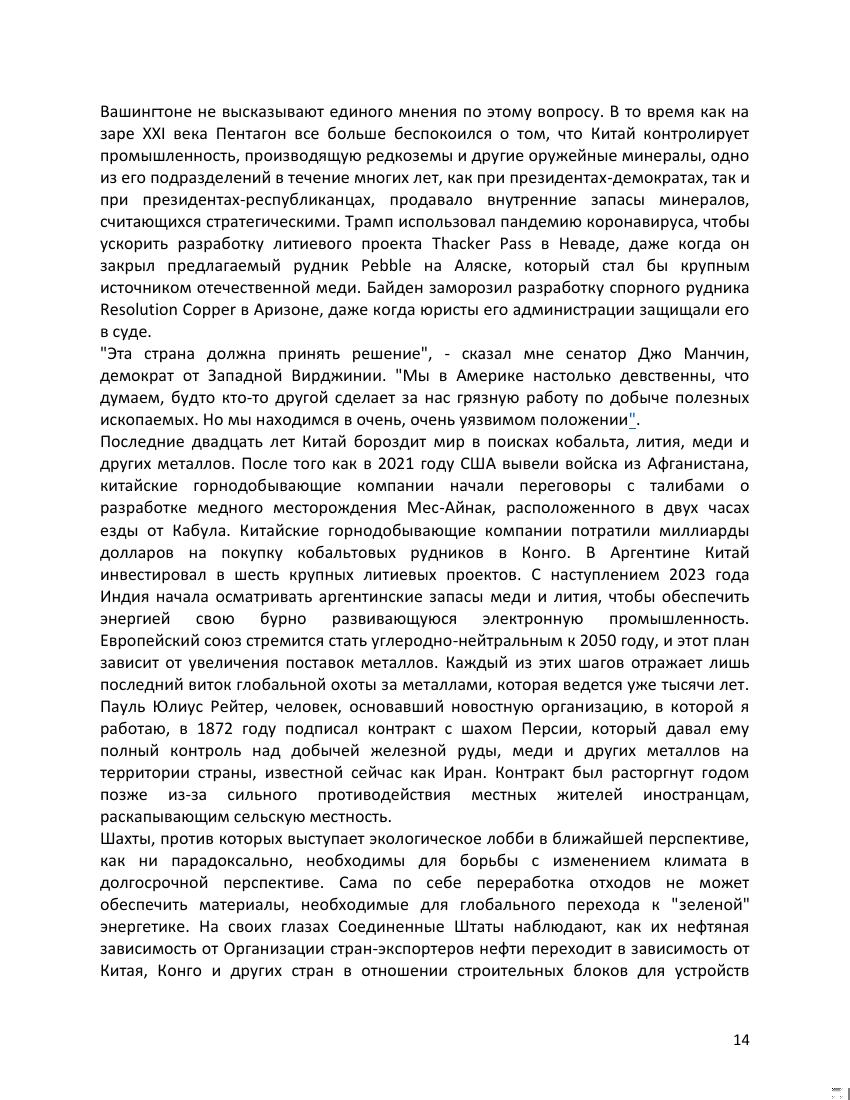 Вашингтоне не высказывают единого мнения по этому вопросу. В то время как на
заре XXI века Пентагон все больше беспокоился о том, что Китай контролирует
промышленность, производящую редкоземы и другие оружейные минералы, одно
из его подразделений в течение многих лет, как при президентах-демократах, так и
при президентах-республиканцах, продавало внутренние запасы минералов,
считающихся стратегическими. Трамп использовал пандемию коронавируса, чтобы
ускорить разработку литиевого проекта Thacker Pass в Неваде, даже когда он
закрыл предлагаемый рудник Pebble на Аляске, который стал бы крупным
источником отечественной меди. Байден заморозил разработку спорного рудника
Resolution Copper в Аризоне, даже когда юристы его администрации защищали его
в суде.
"Эта страна должна принять решение", - сказал мне сенатор Джо Манчин,
демократ от Западной Вирджинии. "Мы в Америке настолько девственны, что
думаем, будто кто-то другой сделает за нас грязную работу по добыче полезных
ископаемых. Но мы находимся в очень, очень уязвимом положении".
Последние двадцать лет Китай бороздит мир в поисках кобальта, лития, меди и
других металлов. После того как в 2021 году США вывели войска из Афганистана,
китайские горнодобывающие компании начали переговоры с талибами о
разработке медного месторождения Мес-Айнак, расположенного в двух часах
езды от Кабула. Китайские горнодобывающие компании потратили миллиарды
долларов на покупку кобальтовых рудников в Конго. В Аргентине Китай
инвестировал в шесть крупных литиевых проектов. С наступлением 2023 года
Индия начала осматривать аргентинские запасы меди и лития, чтобы обеспечить
энергией свою бурно развивающуюся электронную промышленность.
Европейский союз стремится стать углеродно-нейтральным к 2050 году, и этот план
зависит от увеличения поставок металлов. Каждый из этих шагов отражает лишь
последний виток глобальной охоты за металлами, которая ведется уже тысячи лет.
Пауль Юлиус Рейтер, человек, основавший новостную организацию, в которой я
работаю, в 1872 году подписал контракт с шахом Персии, который давал ему
полный контроль над добычей железной руды, меди и других металлов на
территории страны, известной сейчас как Иран. Контракт был расторгнут годом
позже из-за сильного противодействия местных жителей иностранцам,
раскапывающим сельскую местность.
Шахты, против которых выступает экологическое лобби в ближайшей перспективе,
как ни парадоксально, необходимы для борьбы с изменением климата в
долгосрочной перспективе. Сама по себе переработка отходов не может
обеспечить материалы, необходимые для глобального перехода к "зеленой"
энергетике. На своих глазах Соединенные Штаты наблюдают, как их нефтяная
зависимость от Организации стран-экспортеров нефти переходит в зависимость от
Китая, Конго и других стран в отношении строительных блоков для устройств
14